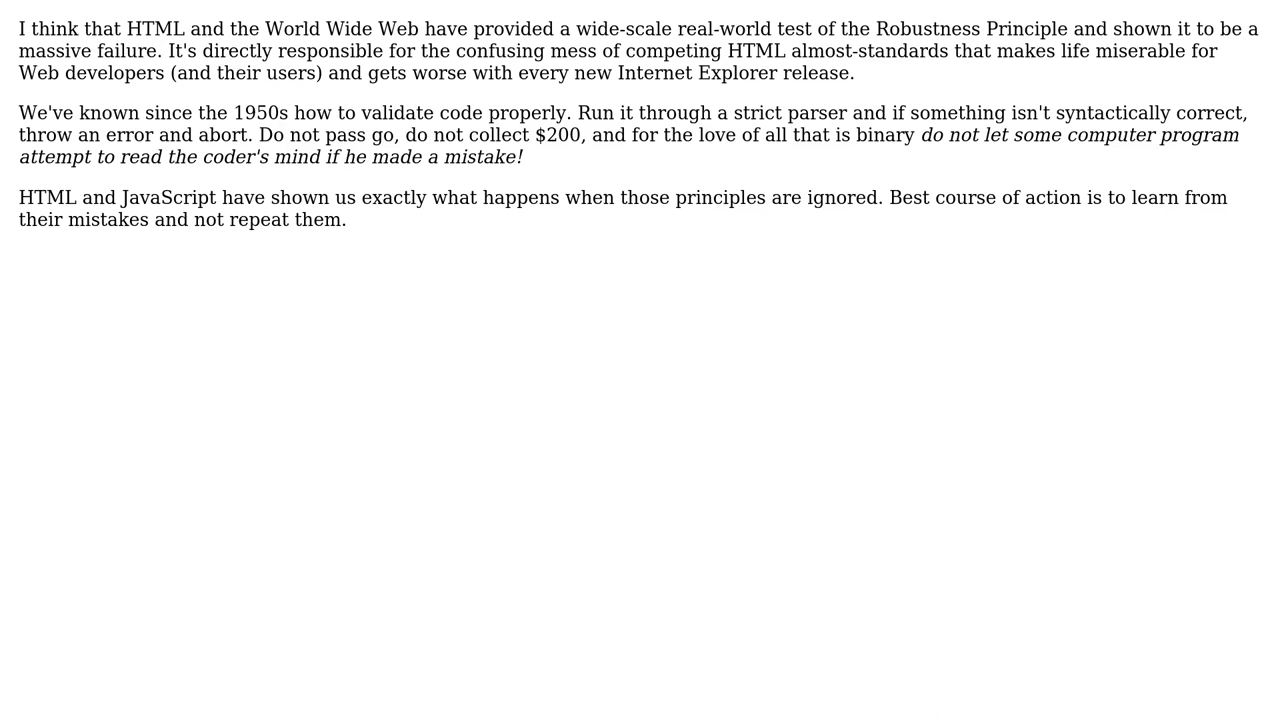 I think that HTML and the World Wide Web have provided a wide-scale real-world test of the Robustness Principle and shown it to be a
massive failure. It's directly responsible for the confusing mess of competing HTML almost-standards that makes life miserable for
Web developers (and their users) and gets worse with every new Internet Explorer release.
We've known since the 1950s how to validate code properly. Run it through a strict parser and if something isn't syntactically correct,
throw an error and abort. Do not pass go, do not collect $200, and for the love of all that is binary do not let some computer program
attempt to read the coder's mind if he made a mistake!
HTML and JavaScript have shown us exactly what happens when those principles are ignored. Best course of action is to learn from
their mistakes and not repeat them.